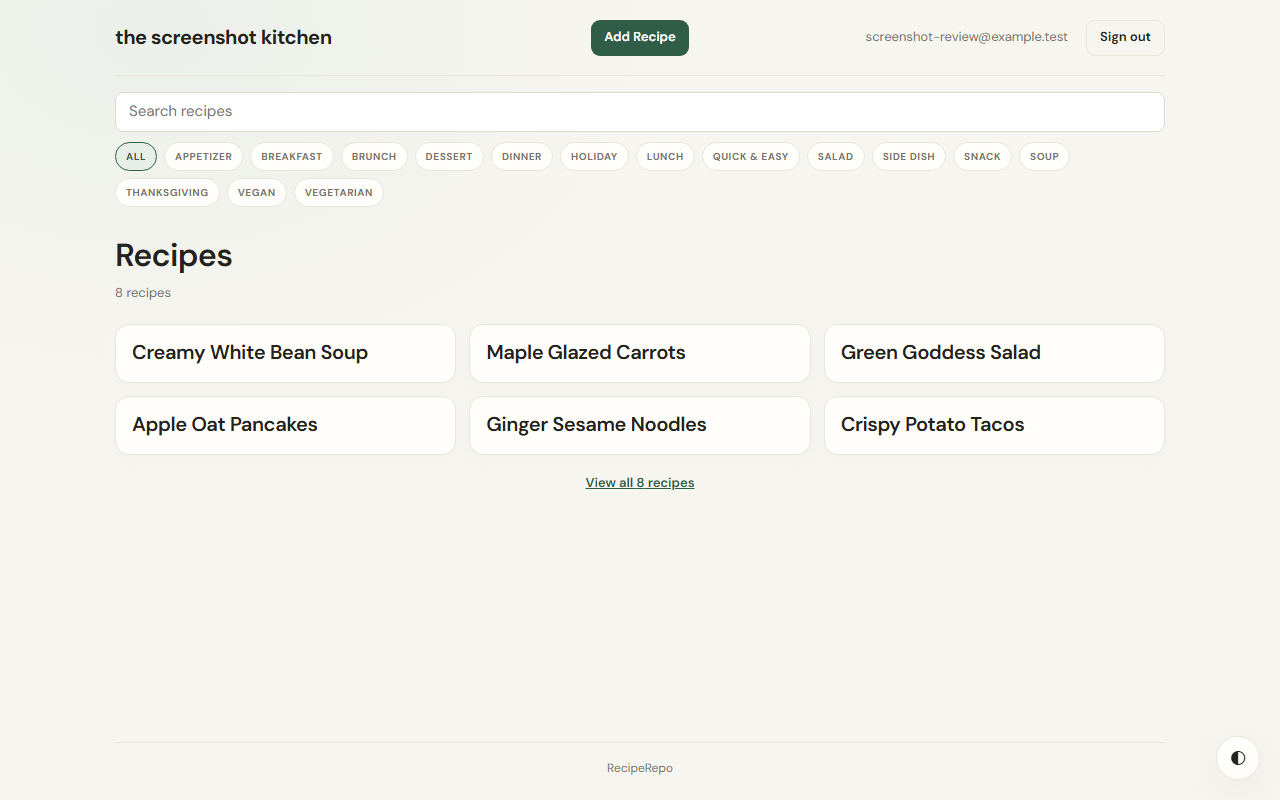 the screenshot kitchen
Add Recipe
screenshot-review@example.test
Sign out
Search recipes
ALL APPETIZER BREAKFAST BRUNCH DESSERT DINNER HOLIDAY LUNCH QUICK & EASY SALAD SIDE DISH SNACK SOUP
THANKSGIVING VEGAN VEGETARIAN
Recipes
8 recipes
Creamy White Bean Soup
Maple Glazed Carrots
Green Goddess Salad
Apple Oat Pancakes
Ginger Sesame Noodles
Crispy Potato Tacos
View all 8 recipes
RecipeRepo